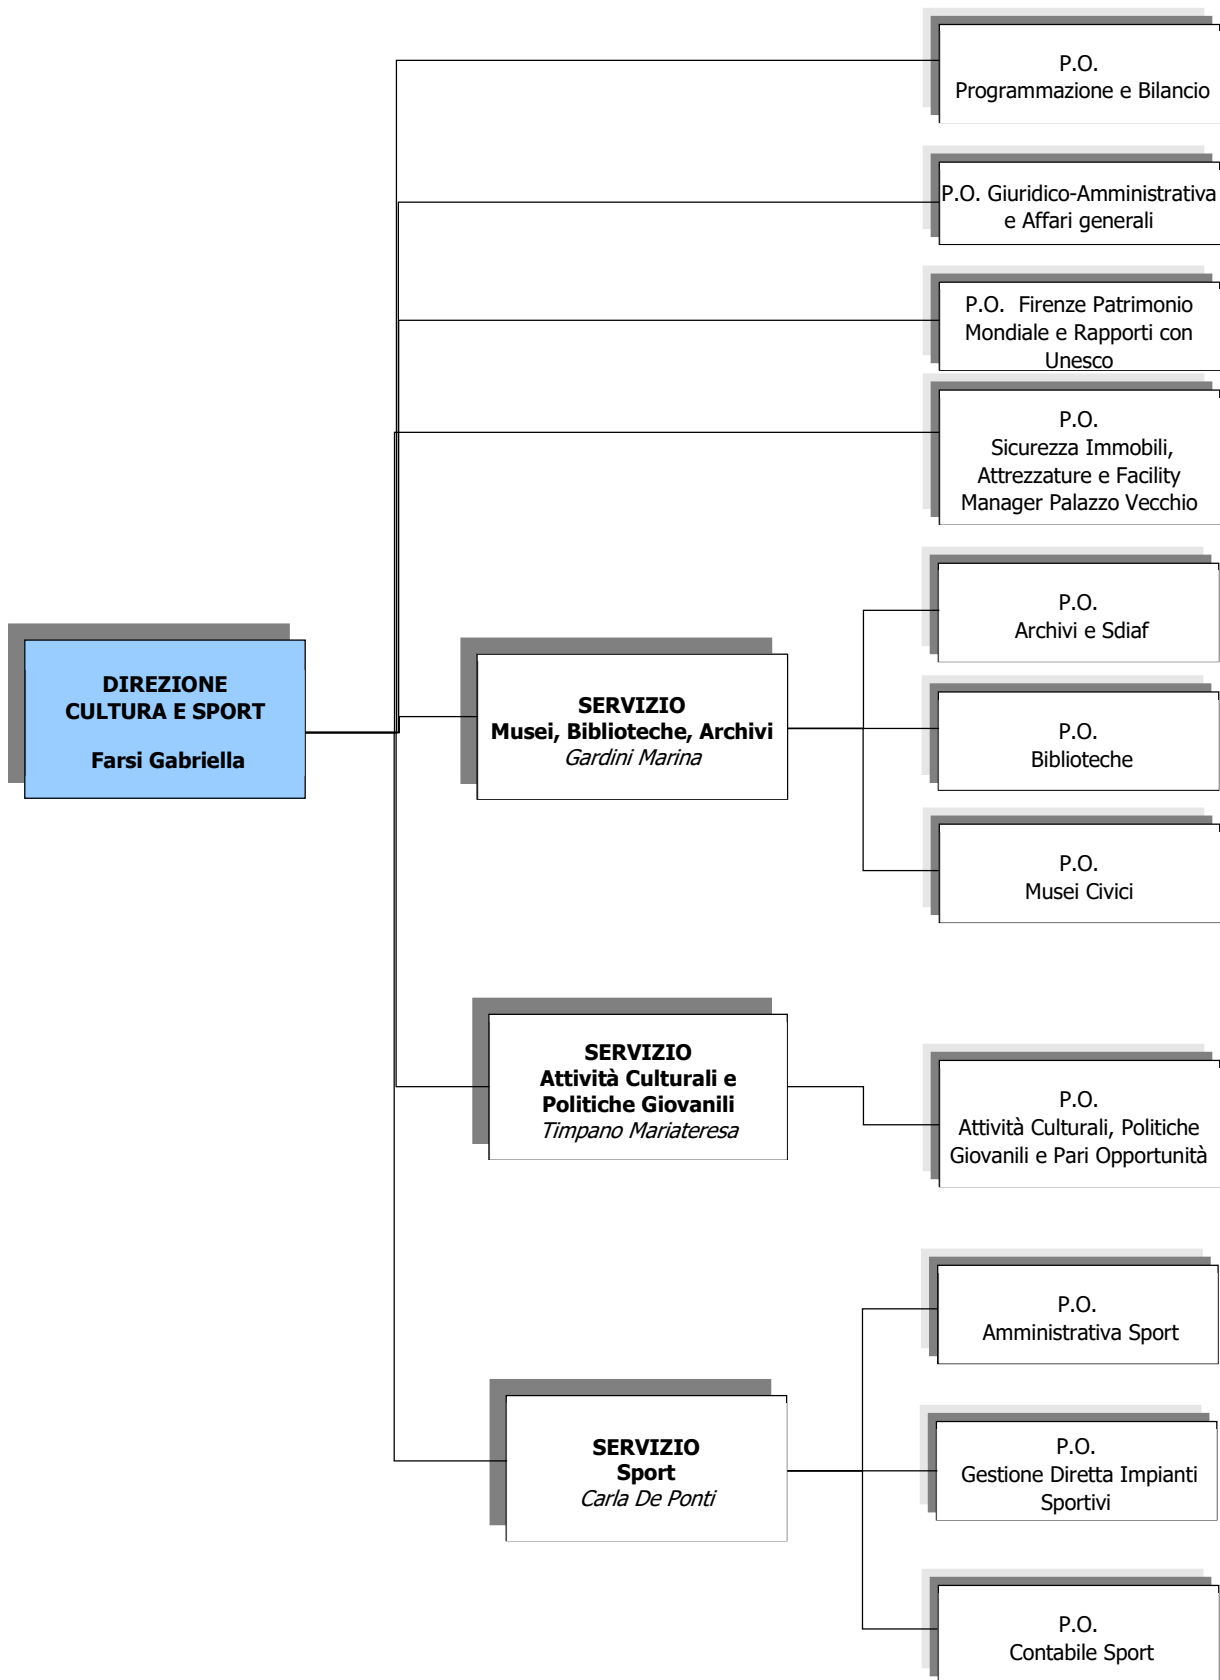 P.O.
Programmazione e Bilancio
P.O. Giuridico-Amministrativa
e Affari generali
P.O. Firenze Patrimonio
Mondiale e Rapporti con
Unesco
P.O.
Sicurezza Immobili,
Attrezzature e Facility
Manager Palazzo Vecchio
DIREZIONE
CULTURA E SPORT
Farsi Gabriella
SERVIZIO
Musei, Biblioteche, Archivi
Gardini Marina
P.O.
Archivi e Sdiaf
P.O.
Biblioteche
P.O.
Musei Civici
SERVIZIO
Attività Culturali e
Politiche Giovanili
Timpano Mariateresa
P.O.
Attività Culturali, Politiche
Giovanili e Pari Opportunità
SERVIZIO
Sport
Carla De Ponti
P.O.
Amministrativa Sport
P.O.
Gestione Diretta Impianti
Sportivi
P.O.
Contabile Sport